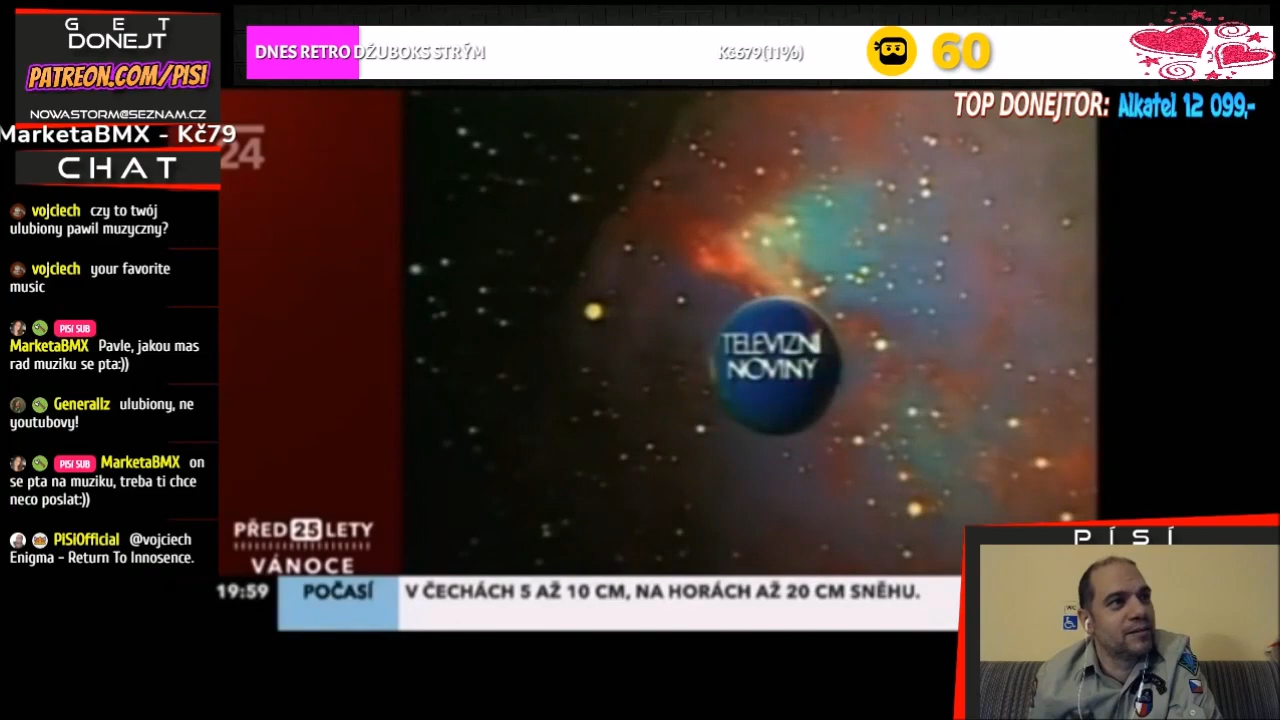 GET
DONEJT
PATREON.COM/PISI
NOWASTORM@SEZNAM.CZ
MarketaBMX - Kč79
CHAT
DNES RETRO DŽUBOKS STRÝM
Kč679(11%)
60
TOP DONEJTOR: Alkatel 12 099,-
24
vojciech czy to twój
ulubiony pawil muzyczny?
vojciech your favorite
music
PISI SUB
MarketaBMX Pavle, jakou mas
rad muziku se pta:))
Generallz ulubiony, ne
youtubovy!
PISI SUB MarketaBMX on
se pta na muziku, treba ti chce
neco poslat:))
PISIOfficial @vojciech
Enigma - Return To Innosence.
TELEVIZNÍ
NOVINY
PŘED 25 LETY
VÁNOCE
19:59 POČASÍ V ČECHÁCH 5 AŽ 10 CM, NA HORÁCH AŽ 20 CM SNĚHU.
PÍSÍ
WC